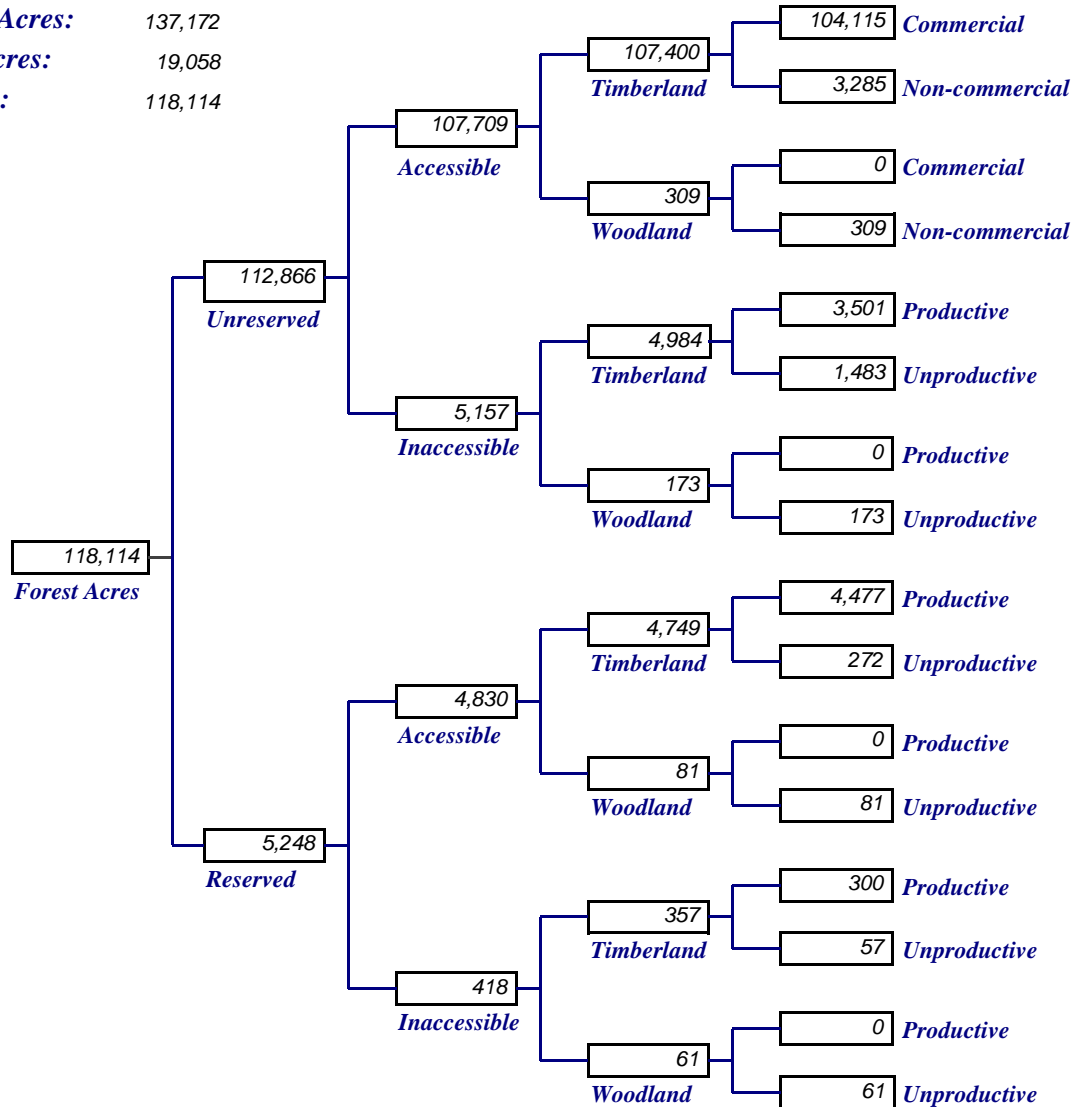 Acres: 137,172
19,058
: 118,114
104,115 Commercial
107,400
Timberland
3,285 Non-commercial
107,709
Accessible
0 Commercial
309
Woodland
309 Non-commercial
112,866
Unreserved
3,501 Productive
4,984
Timberland
1,483 Unproductive
5,157
Inaccessible
0 Productive
173
Woodland
173 Unproductive
118,114
Forest Acres
4,477 Productive
4,749
Timberland
272 Unproductive
4,830
Accessible
0 Productive
81
Woodland
81 Unproductive
5,248
Reserved
300 Productive
357
Timberland
57 Unproductive
418
Inaccessible
0 Productive
61
Woodland
61 Unproductive